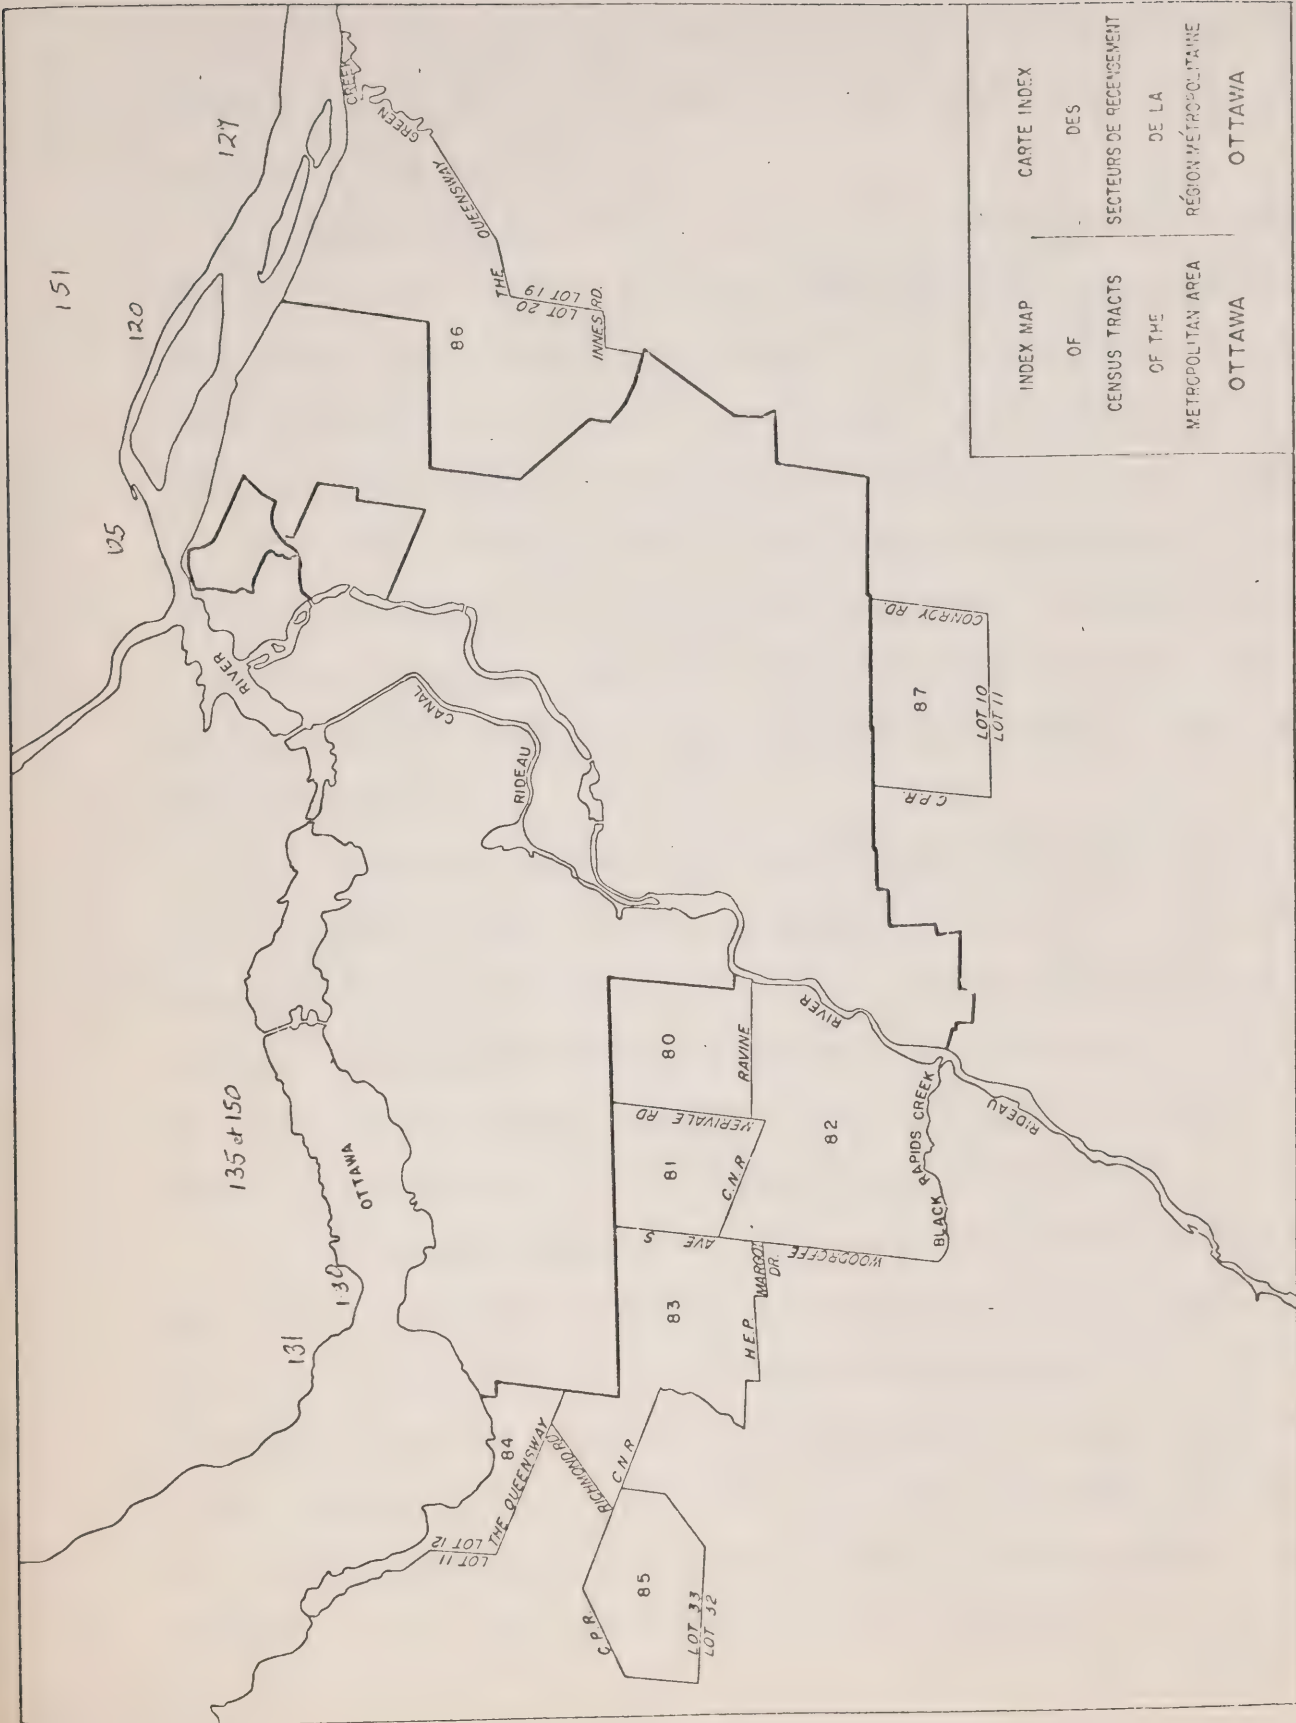 151
127
120
125
135 et 150
130
131
CREEK
GREEN
QUEENSWAY
THE
LOT 19
LOT 20
INNES RD.
86
RIVER
CANAL
RIDEAU
OTTAWA
CONROY RD.
87
LOT 10
LOT 11
C.P.R.
80
RAVINE
MERIVALE RD
81
C.N.R
82
RIVER
RIDEAU
BLACK RAPIDS CREEK
AVE S
WOODROFFE
MARGO DR.
83
H.E.P.
84
THE QUEENSWAY
LOT 12
LOT 11
RICHMOND RD
C N R
C.P.R.
85
LOT 33
LOT 32
INDEX MAP
OF
CENSUS TRACTS
OF THE
METROPOLITAN AREA
OTTAWA
CARTE INDEX
DES
SECTEURS DE RECENSEMENT
DE LA
RÉGION MÉTROPOLITAINE
OTTAWA